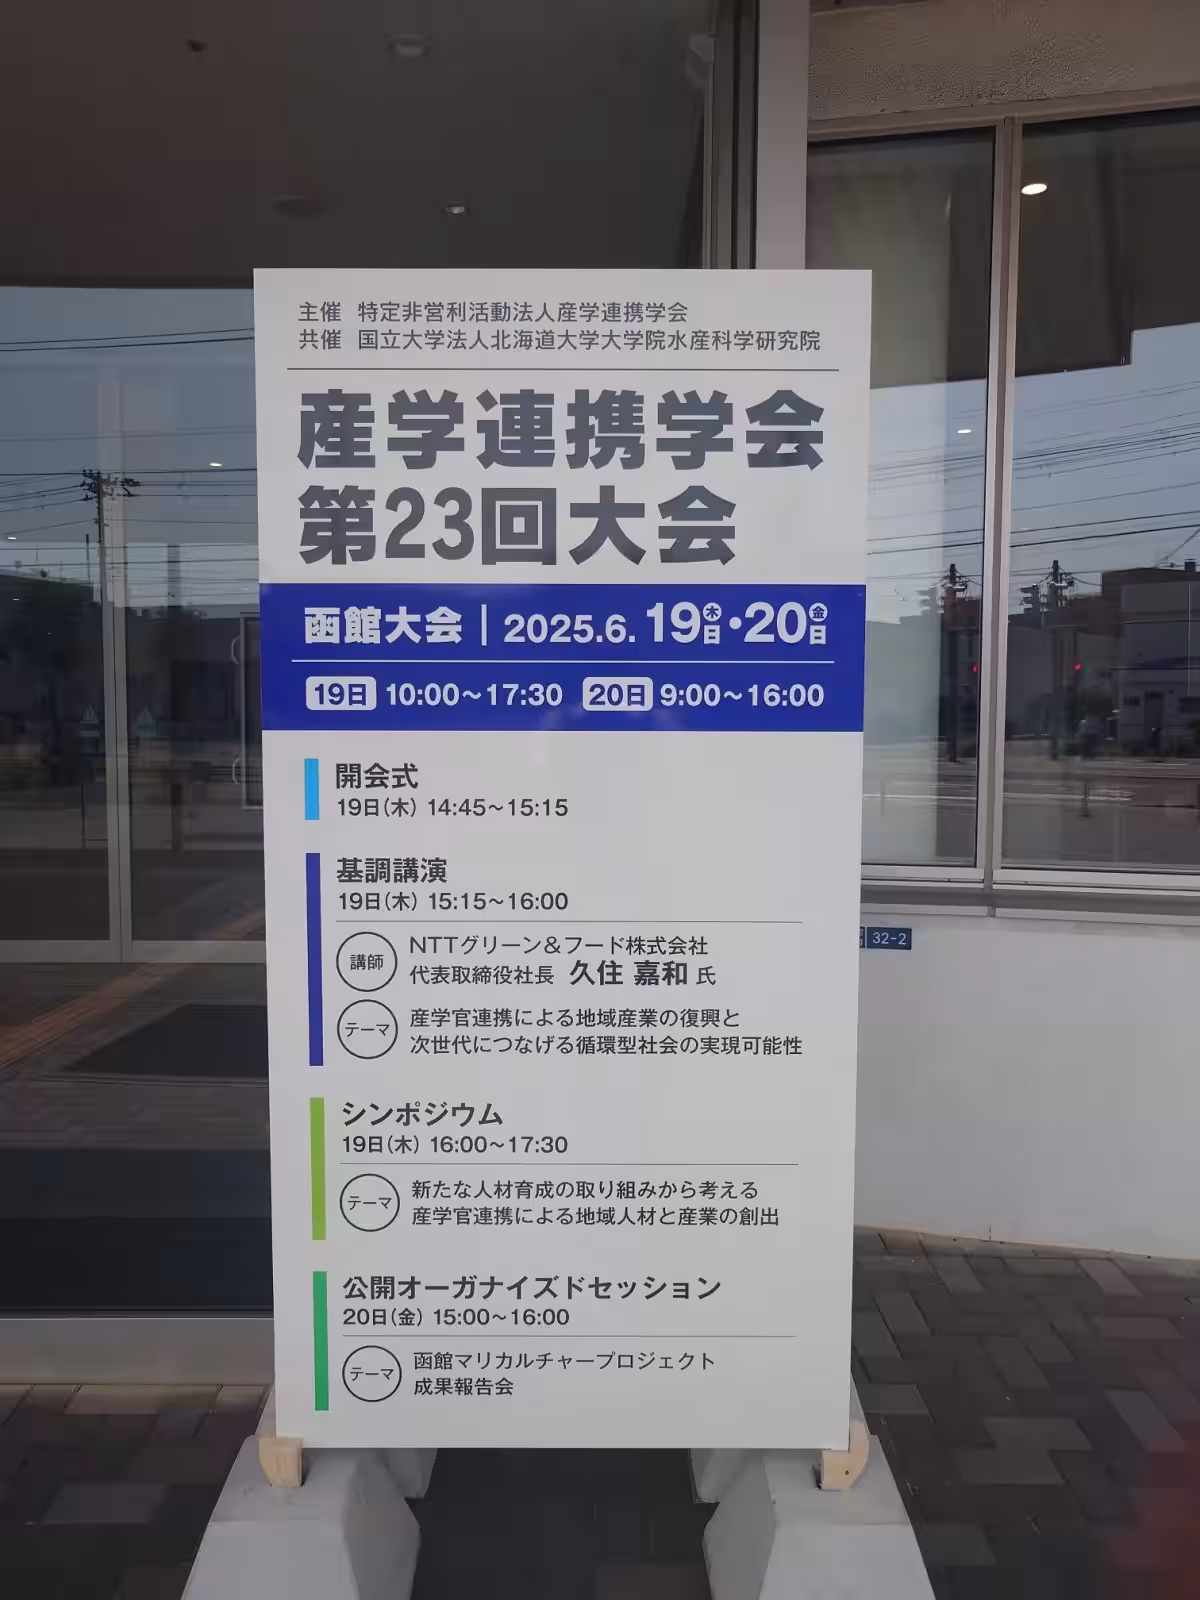 主催 特定非営利活動法人産学連携学会
共催 国立大学法人北海道大学大学院水産科学研究院
産学連携学会
第23回大会
函館大会 | 2025.6.19木日・20金日
19日 10:00～17:30 20日 9:00～16:00
開会式
19日(木) 14:45～15:15
基調講演
19日(木) 15:15～16:00
講師 NTTグリーン&フード株式会社
代表取締役社長 久住 嘉和 氏
テーマ 産学官連携による地域産業の復興と
次世代につなげる循環型社会の実現可能性
シンポジウム
19日(木) 16:00～17:30
テーマ 新たな人材育成の取り組みから考える
産学官連携による地域人材と産業の創出
公開オーガナイズドセッション
20日(金) 15:00～16:00
テーマ 函館マリカルチャープロジェクト
成果報告会
32-2